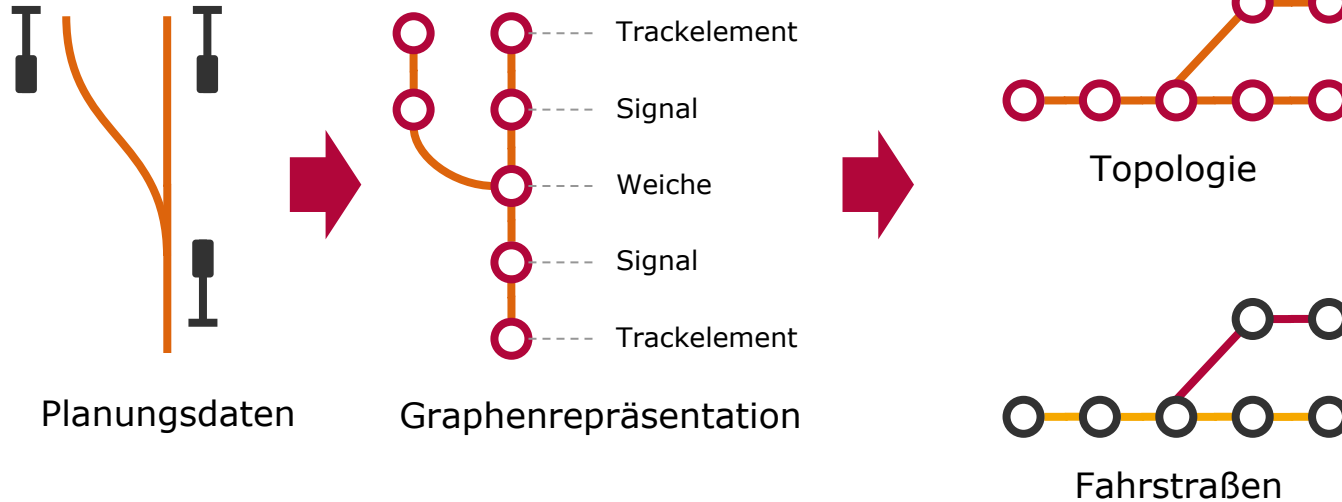 Trackelement
Signal
Weiche
Signal
Trackelement
Planungsdaten
Graphenrepräsentation
Topologie
Fahrstraßen